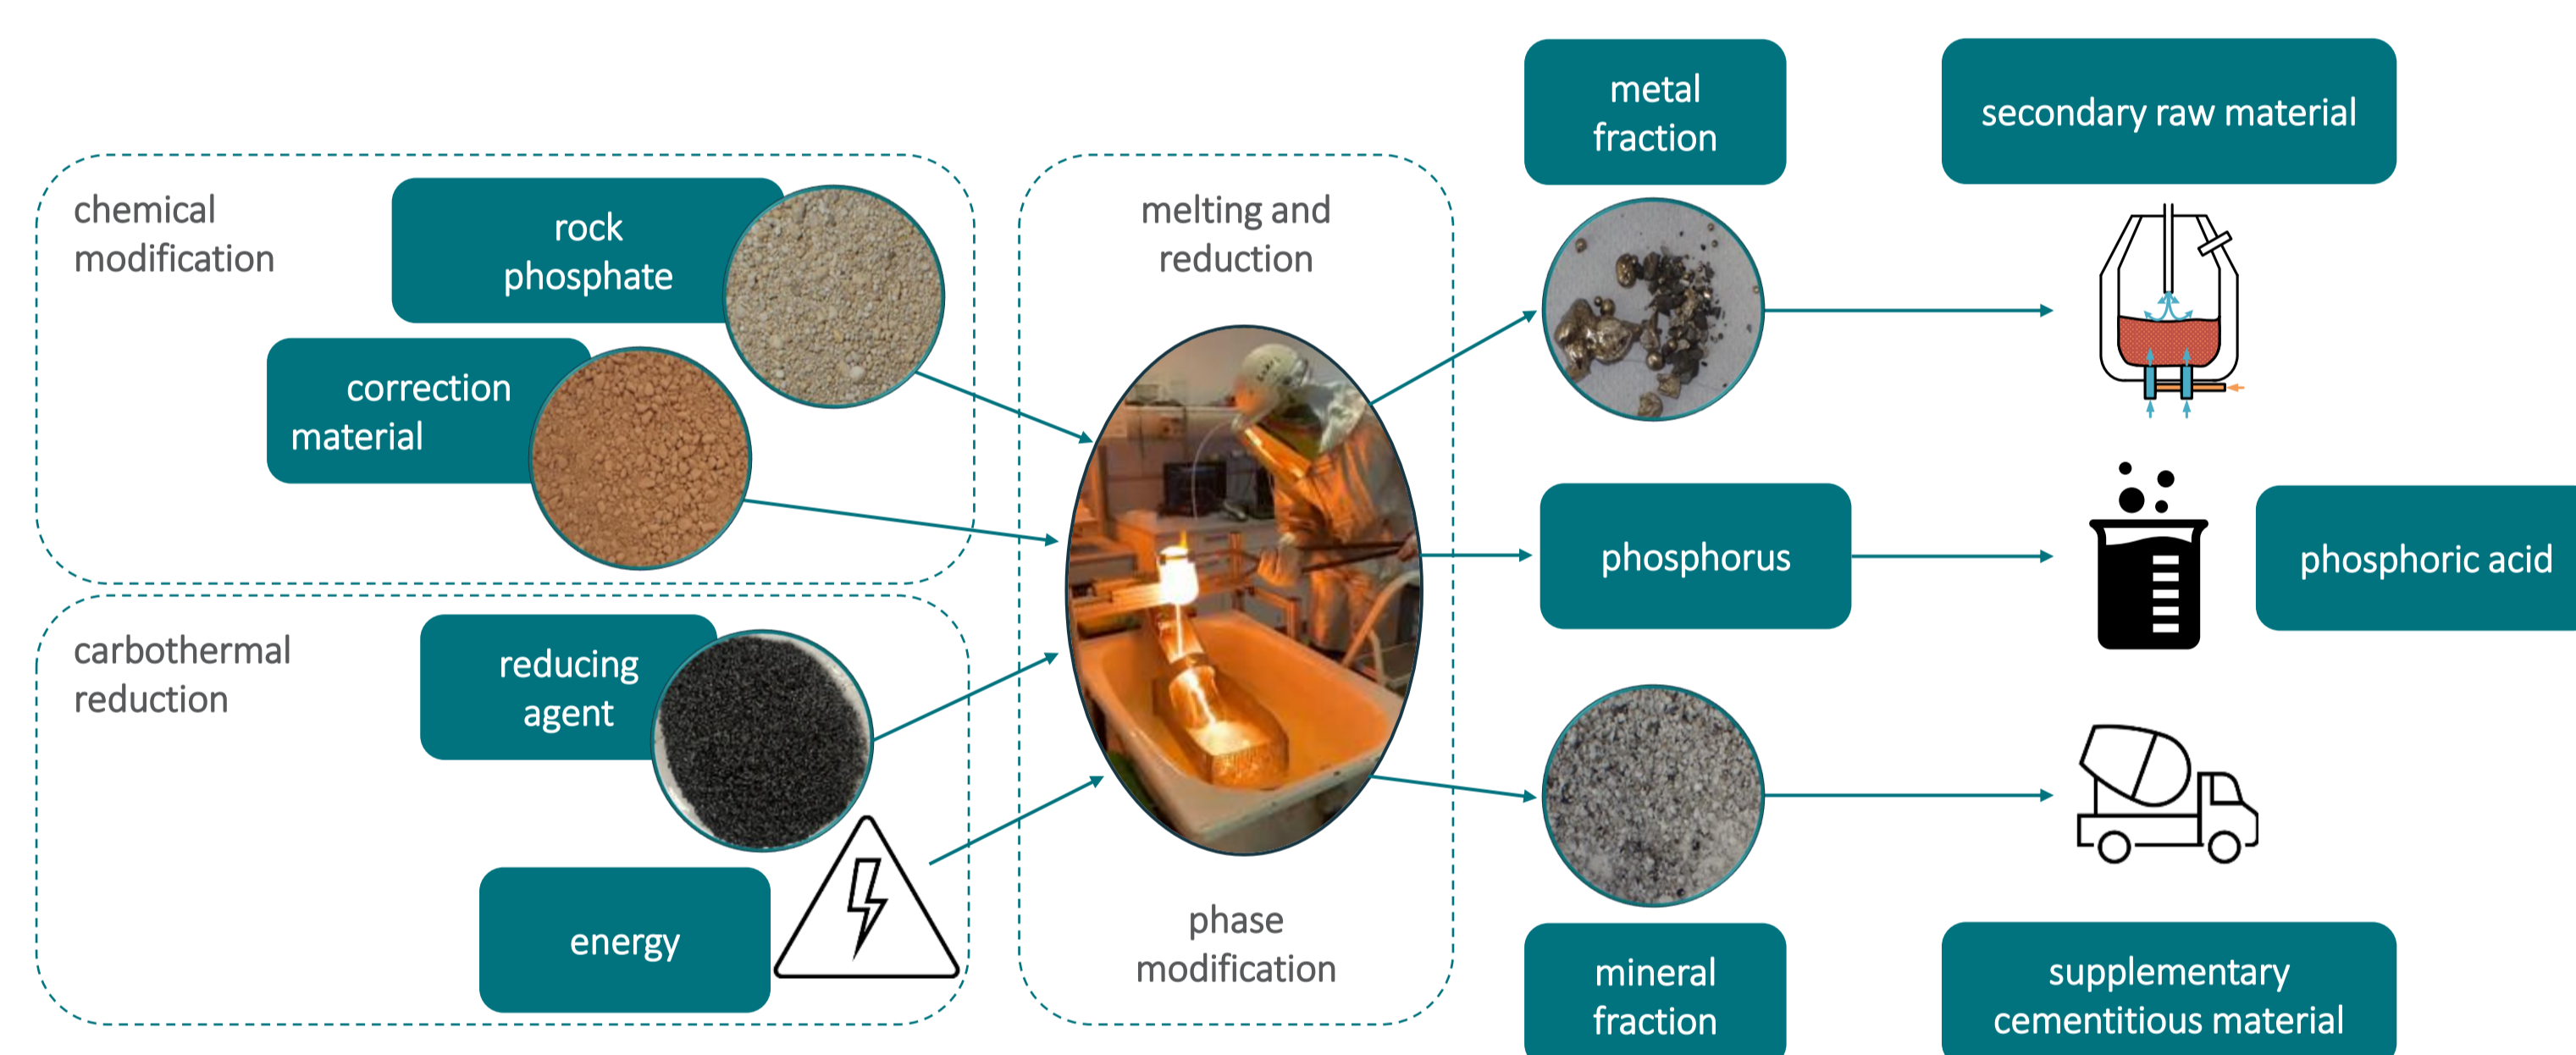 chemical
modification
rock
phosphate
correction
material
carbothermal
reduction
reducing
agent
energy
melting and
reduction
phase
modification
metal
fraction
secondary raw material
phosphorus
phosphoric acid
mineral
fraction
supplementary
cementitious material